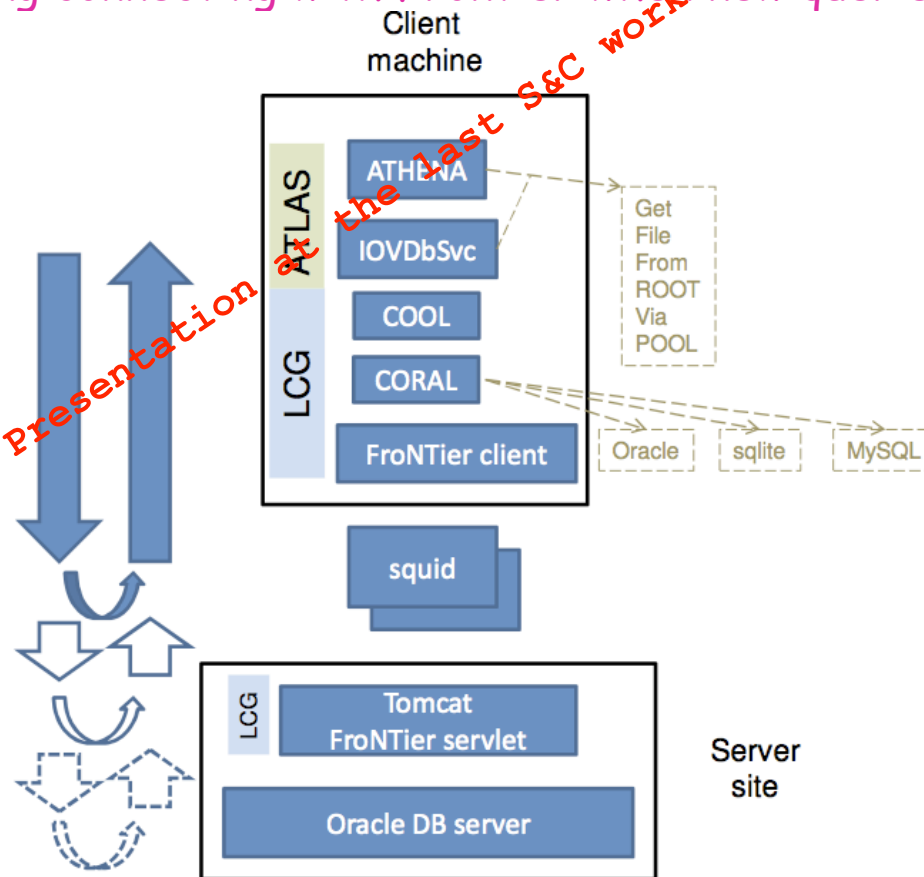 Client
machine
Presentation at the last S&C work
ATLAS
ATHENA
IOVDbSvc
LCG
COOL
CORAL
FroNTier client
Get
File
From
ROOT
Via
POOL
Oracle
sqlite
MySQL
squid
LCG
Tomcat
FroNTier servlet
Oracle DB server
Server
site